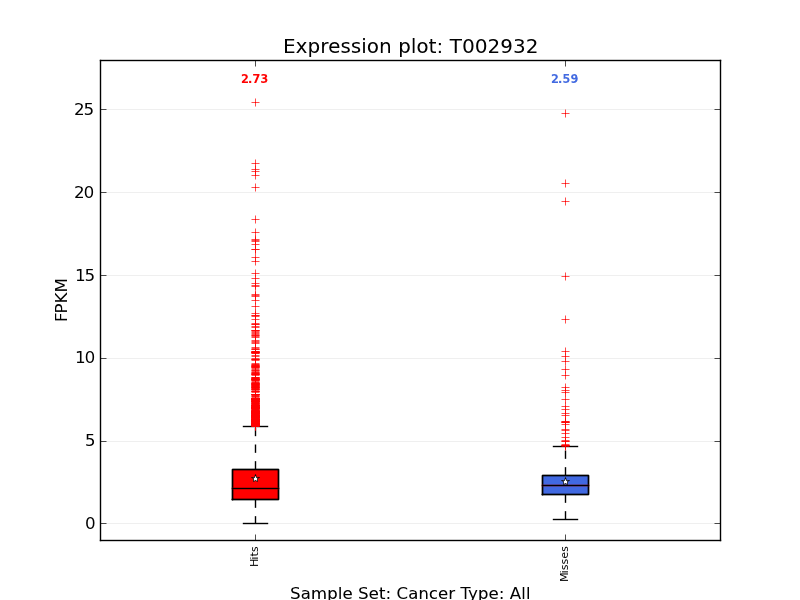 Expression plot: T002932
2.73 2.59
25
20
15
10
5
0
FPKM
Hits Misses
Sample Set: Cancer Type: All